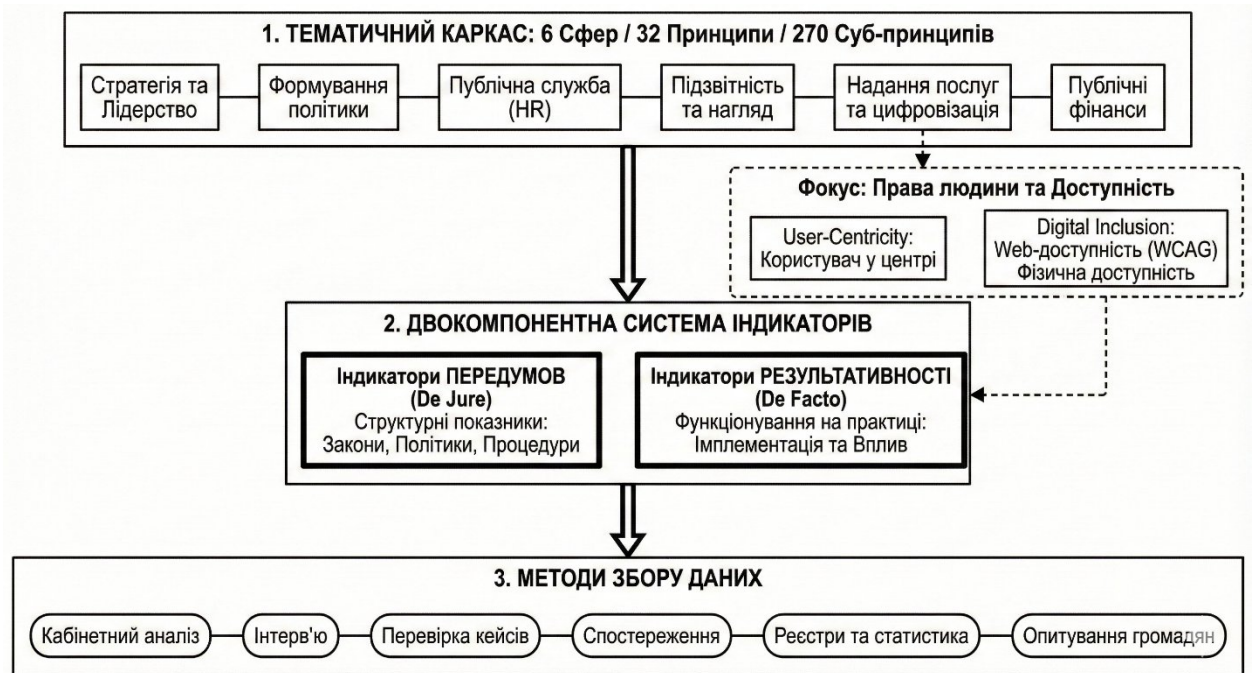 1. ТЕМАТИЧНИЙ КАРКАС: 6 Сфер / 32 Принципи / 270 Суб-принципів
Стратегія та
Лідерство
Формування
політики
Публічна служба
(HR)
Підзвітність
та нагляд
Надання послуг
та цифровізація
Публічні
фінанси
Фокус: Права людини та Доступність
User-Centricity:
Користувач у центрі
Digital Inclusion:
Web-доступність (WCAG)
Фізична доступність
2. ДВОКОМПОНЕНТНА СИСТЕМА ІНДИКАТОРІВ
Індикатори ПЕРЕДУМОВ
(De Jure)
Структурні показники:
Закони, Політики, Процедури
Індикатори РЕЗУЛЬТАТИВНОСТІ
(De Facto)
Функціонування на практиці:
Імплементація та Вплив
3. МЕТОДИ ЗБОРУ ДАНИХ
Кабінетний аналіз
Інтерв'ю
Перевірка кейсів
Спостереження
Реєстри та статистика
Опитування громадян